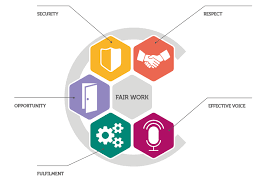 SECURITY
RESPECT
OPPORTUNITY
FAIR WORK
EFFECTIVE VOICE
FULFILMENT